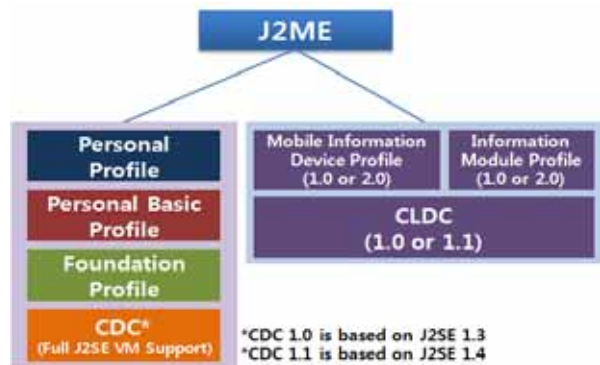 J2ME
Personal
Profile
Personal Basic
Profile
Foundation
Profile
CDC*
(Full J2SE VM Support)
Mobile Information
Device Profile
(1.0 or 2.0)
Information
Module Profile
(1.0 or 2.0)
CLDC
(1.0 or 1.1)
*CDC 1.0 is based on J2SE 1.3
*CDC 1.1 is based on J2SE 1.4